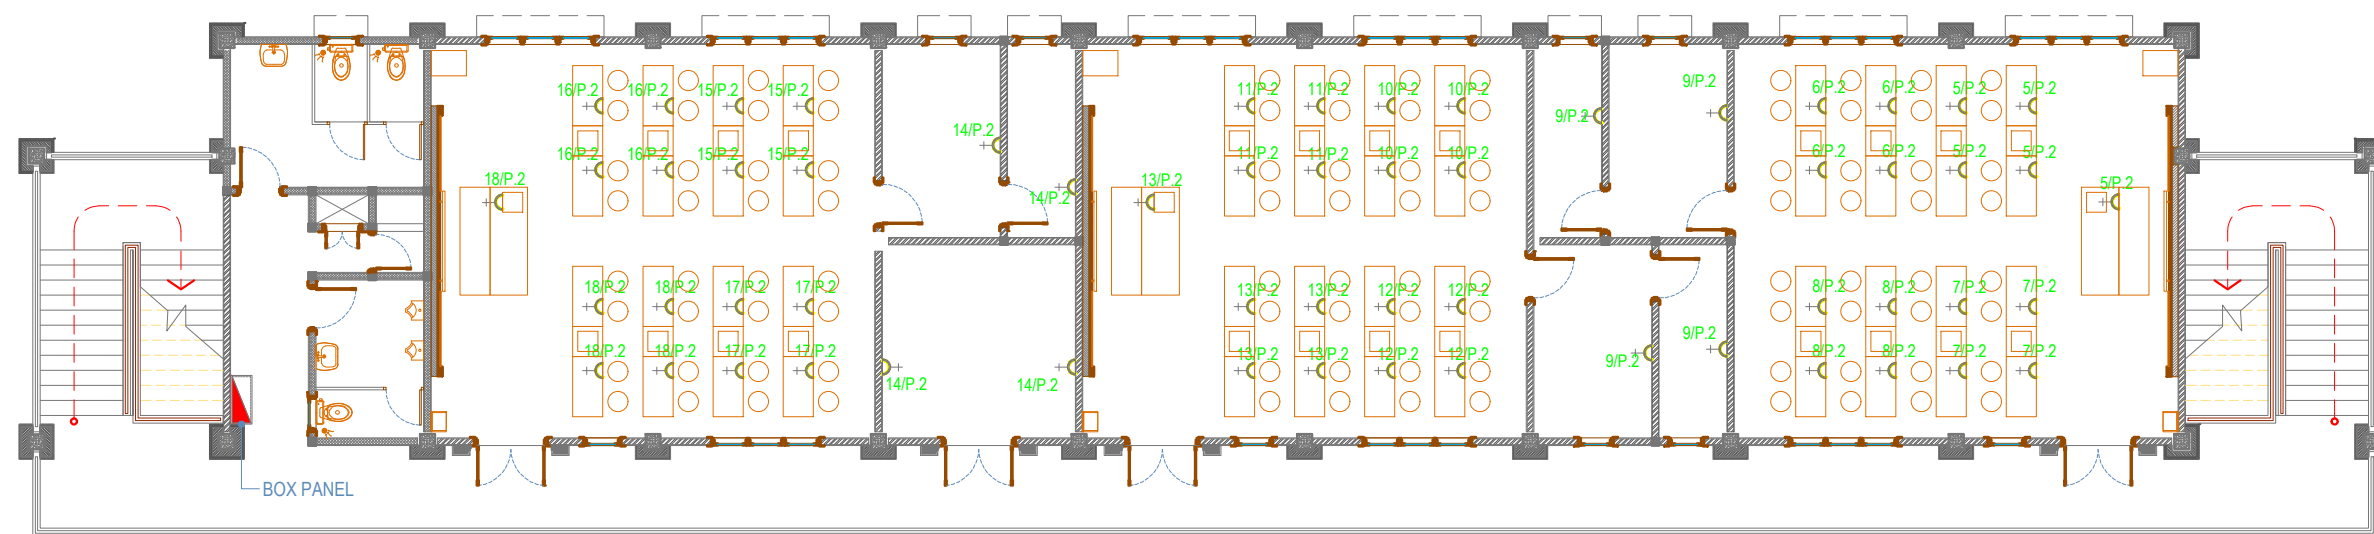 16/P.2 16/P.2 15/P.2 15/P.2 11/P.2 11/P.2 10/P.2 10/P.2 9/P.2 9/P.2 6/P.2 6/P.2 5/P.2 5/P.2
14/P.2
16/P.2 16/P.2 15/P.2 15/P.2 11/P.2 11/P.2 10/P.2 10/P.2 6/P.2 6/P.2 5/P.2 5/P.2
18/P.2 14/P.2 13/P.2 5/P.2
18/P.2 18/P.2 17/P.2 17/P.2 13/P.2 13/P.2 12/P.2 12/P.2 8/P.2 8/P.2 7/P.2 7/P.2
9/P.2
18/P.2 18/P.2 17/P.2 17/P.2 13/P.2 13/P.2 12/P.2 12/P.2 9/P.2 8/P.2 8/P.2 7/P.2 7/P.2
14/P.2 14/P.2
BOX PANEL